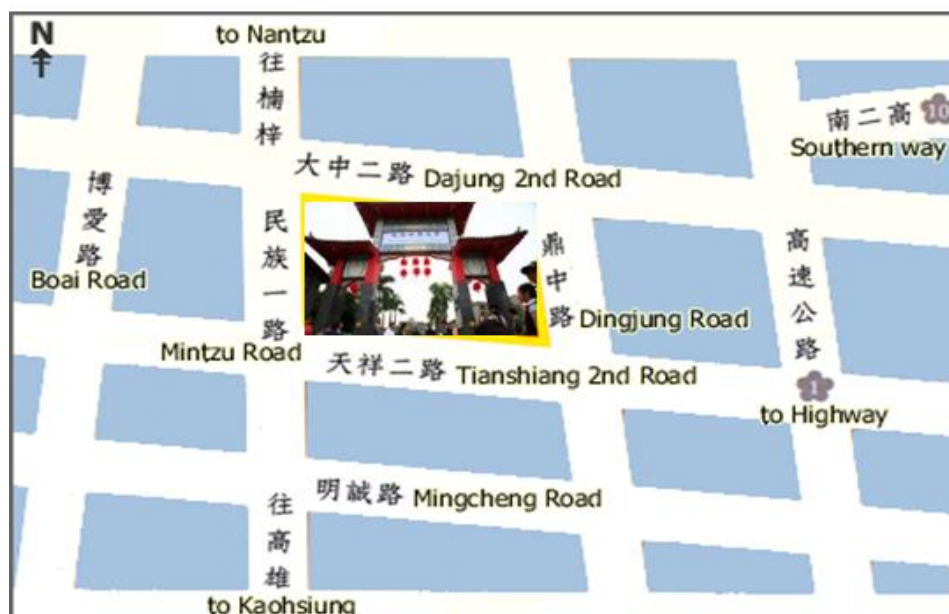 N
to Nantzu
往楠梓
南二高
10
Southern way
大中二路
Dajung 2nd Road
博愛路
Boai Road
民族一路
Mintzu Road
鼎中路
Dingjung Road
高速公路
1
to Highway
天祥二路
Tianshiang 2nd Road
明誠路
Mingcheng Road
往高雄
to Kaohsiung